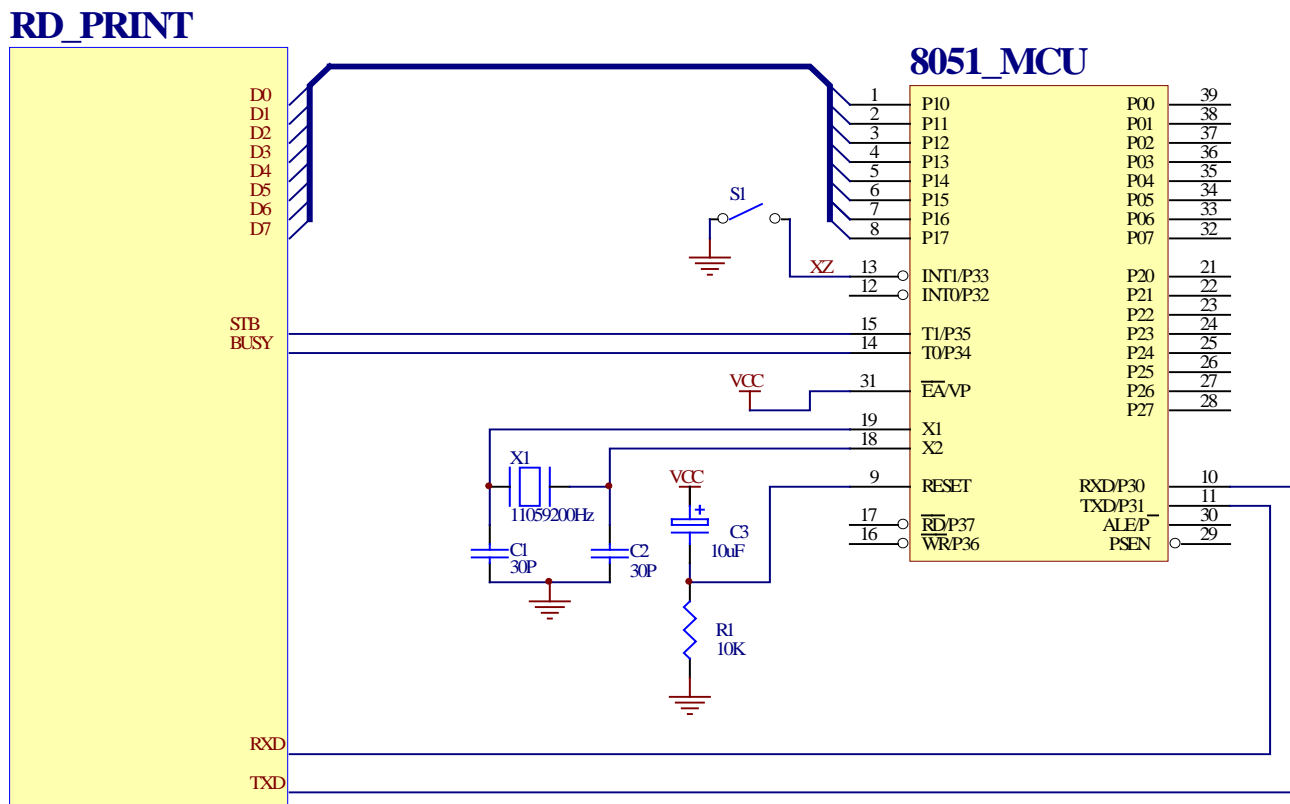 RD_PRINT
D0
D1
D2
D3
D4
D5
D6
D7
STB
BUSY
RXD
TXD
S1
XZ
VCC
X1
11059200Hz
C1
30P
C2
30P
VCC
+
C3
10uF
R1
10K
8051_MCU
1 P10
2 P11
3 P12
4 P13
5 P14
6 P15
7 P16
8 P17
13 INT1/P33
12 INT0/P32
15 T1/P35
14 T0/P34
31 EA/VP
19 X1
18 X2
9 RESET
17 RD/P37
16 WR/P36
P00 39
P01 38
P02 37
P03 36
P04 35
P05 34
P06 33
P07 32
P20 21
P21 22
P22 23
P23 24
P24 25
P25 26
P26 27
P27 28
RXD/P30 10
TXD/P31 11
ALE/P 30
PSEN 29